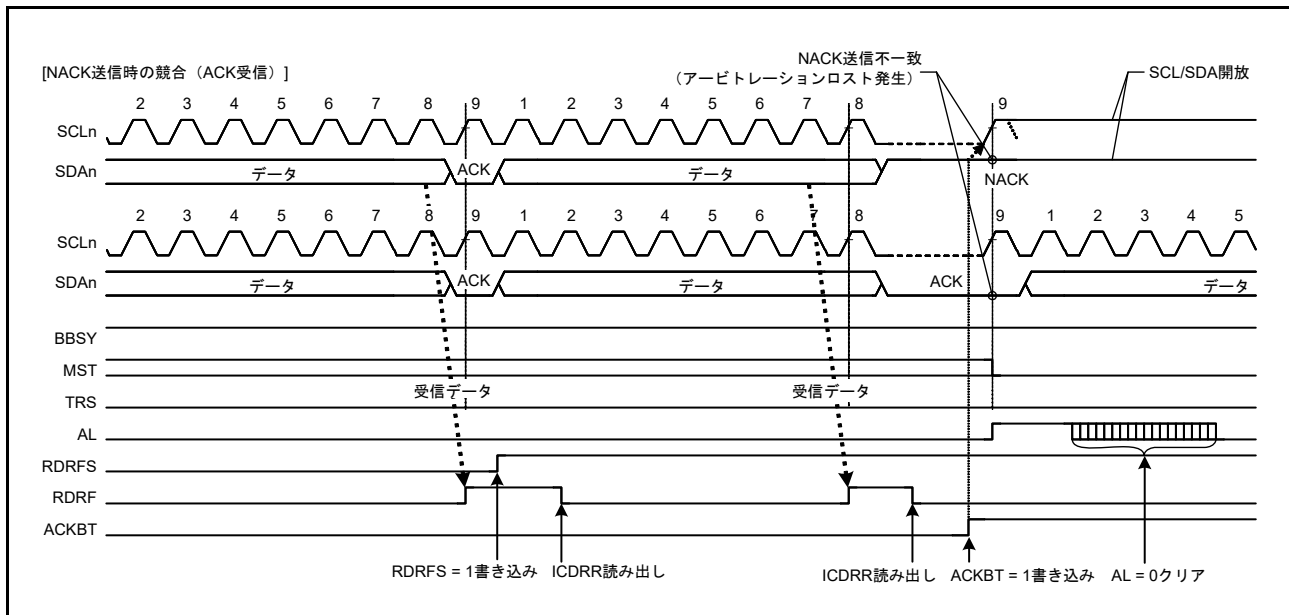 [NACK送信時の競合（ACK受信）]
NACK送信不一致
（アービトレーションロスト発生）
SCL/SDA開放
2 3 4 5 6 7 8 9 1 2 3 4 5 6 7 8 9
SCLn
SDAn データ ACK データ NACK
2 3 4 5 6 7 8 9 1 2 3 4 5 6 7 8 9 1 2 3 4 5
SCLn
SDAn データ ACK データ ACK データ
BBSY
MST
受信データ 受信データ
TRS
AL
RDRFS
RDRF
ACKBT
RDRFS = 1書き込み ICDRR読み出し ICDRR読み出し ACKBT = 1書き込み AL = 0クリア